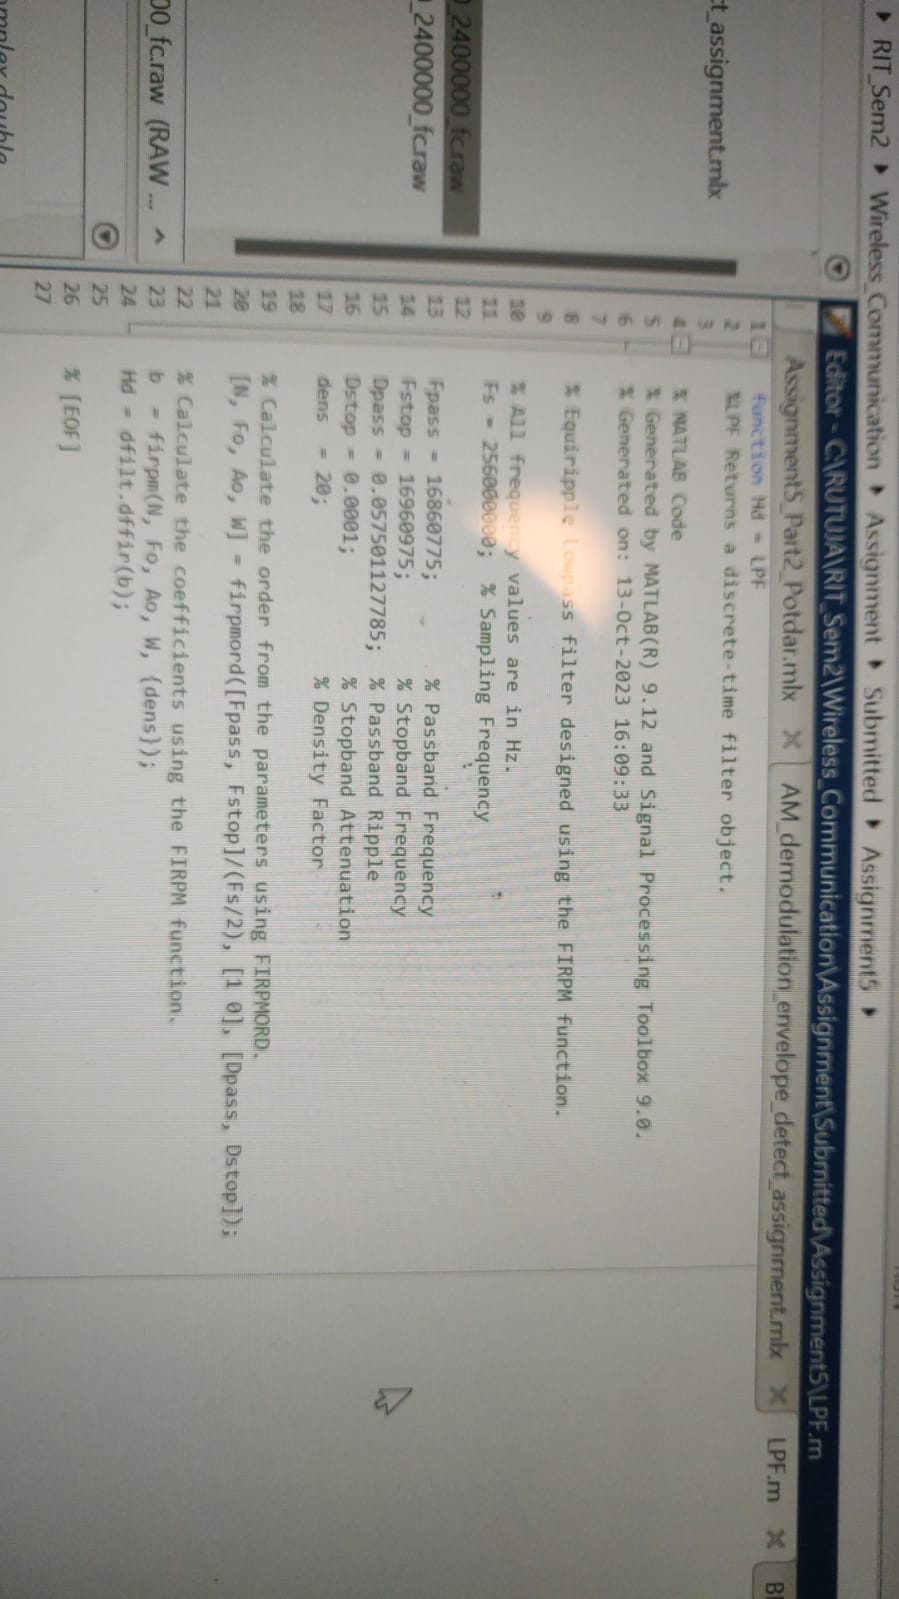 RIT_Sem2 ▸ Wireless_Communication ▸ Assignment ▸ Submitted ▸ Assignment5 ▸
Editor - C:\RUTUJA\RIT_Sem2\Wireless_Communication\Assignment\Submitted\Assignment5\LPF.m
Assignment5_Part2_Potdar.mlx
AM_demodulation_envelope_detect_assignment.mlx
LPF.m
t_assignment.mlx
_2400000_fc.raw
_2400000_fc.raw
00_fc.raw (RAW ...
1 function Hd = LPF
2 %LPF Returns a discrete-time filter object.
3
4 % MATLAB Code
5 % Generated by MATLAB(R) 9.12 and Signal Processing Toolbox 9.0.
6 % Generated on: 13-Oct-2023 16:09:33
7
8 % Equiripple Lowpass filter designed using the FIRPM function.
9
10 % All frequency values are in Hz.
11 Fs = 256000000; % Sampling Frequency
12
13 Fpass = 16860775; % Passband Frequency
14 Fstop = 16960975; % Stopband Frequency
15 Dpass = 0.057501127785; % Passband Ripple
16 Dstop = 0.0001; % Stopband Attenuation
17 dens = 20; % Density Factor
18
19 % Calculate the order from the parameters using FIRPMORD.
20 [N, Fo, Ao, W] = firpmord([Fpass, Fstop]/(Fs/2), [1 0], [Dpass, Dstop]);
21
22 % Calculate the coefficients using the FIRPM function.
23 b = firpm(N, Fo, Ao, W, {dens});
24 Hd = dfilt.dffir(b);
25
26 % [EOF]
27